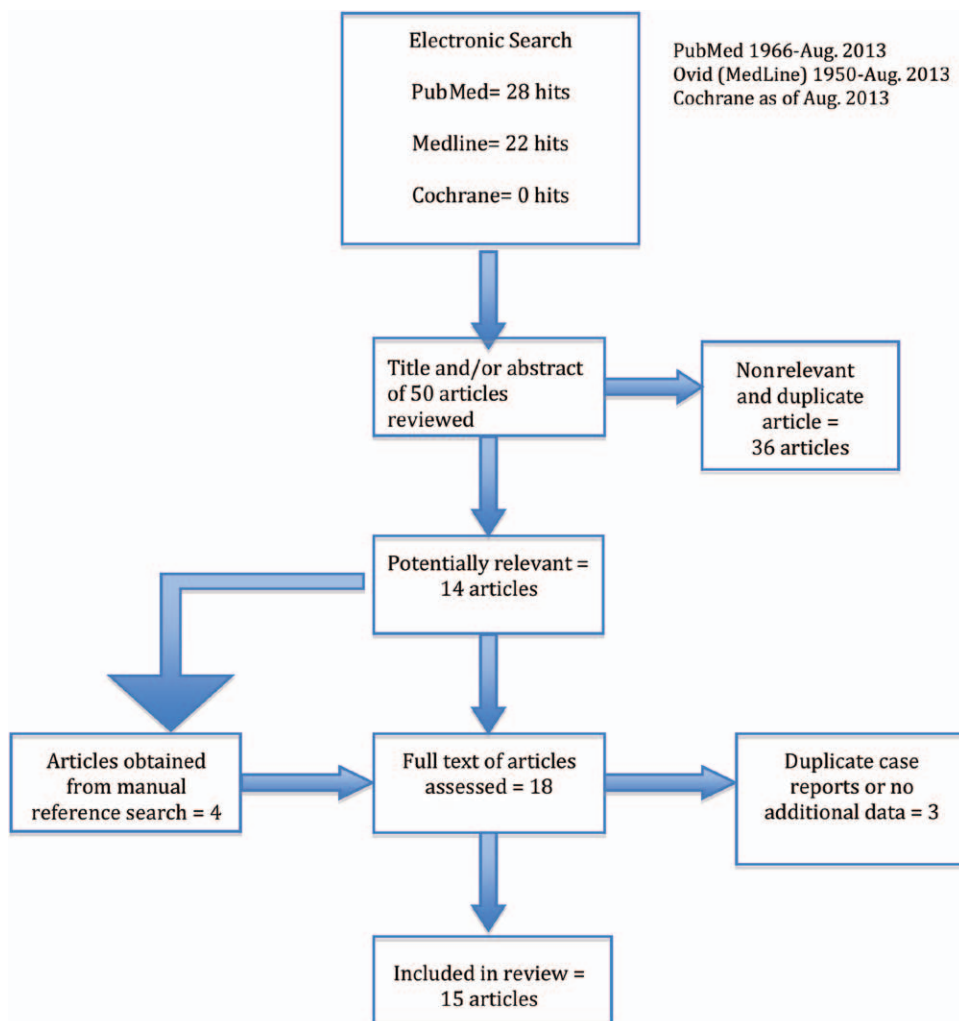 Electronic Search
PubMed= 28 hits
Medline= 22 hits
Cochrane= 0 hits
PubMed 1966-Aug. 2013
Ovid (MedLine) 1950-Aug. 2013
Cochrane as of Aug. 2013
Title and/or abstract
of 50 articles
reviewed
Nonrelevant
and duplicate
article =
36 articles
Potentially relevant =
14 articles
Articles obtained
from manual
reference search = 4
Full text of articles
assessed = 18
Duplicate case
reports or no
additional data = 3
Included in review =
15 articles